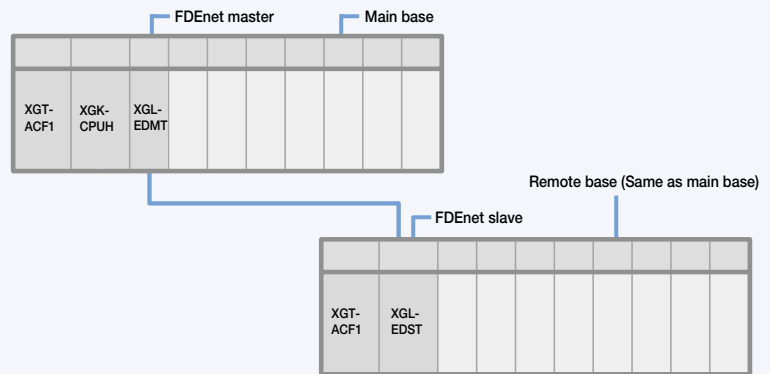 FDEnet master
Main base
XGT-
ACF1
XGK-
CPUH
XGL-
EDMT
Remote base (Same as main base)
FDEnet slave
XGT-
ACF1
XGL-
EDST